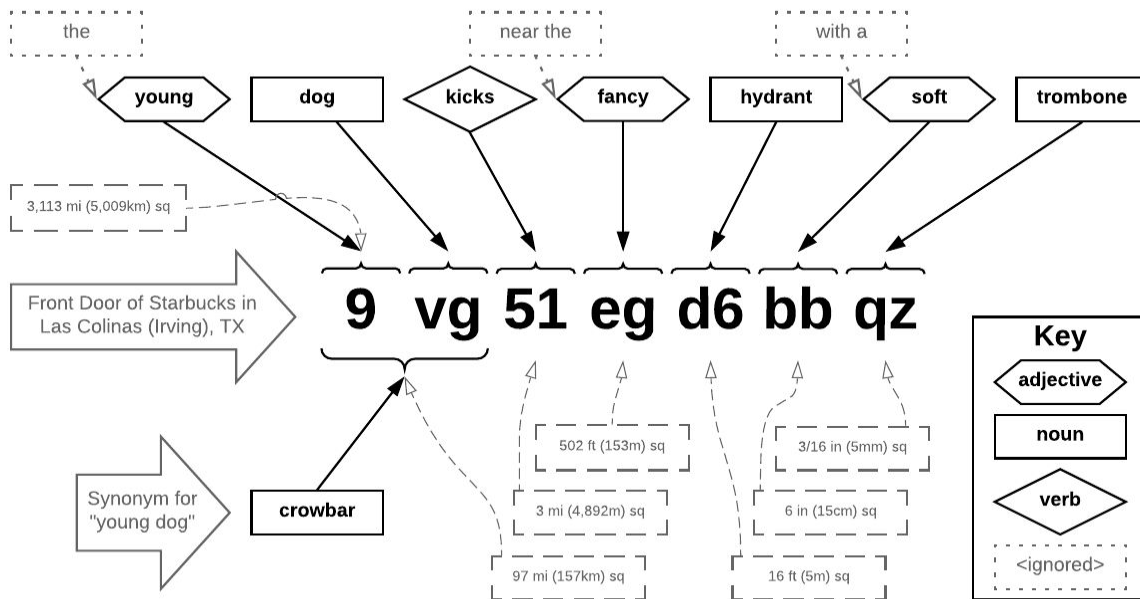 the
near the
with a
young
dog
kicks
fancy
hydrant
soft
trombone
3,113 mi (5,009km) sq
Front Door of Starbucks in
Las Colinas (Irving), TX
9 vg 51 eg d6 bb qz
Key
adjective
noun
verb
<ignored>
502 ft (153m) sq
3/16 in (5mm) sq
Synonym for
"young dog"
crowbar
3 mi (4,892m) sq
6 in (15cm) sq
97 mi (157km) sq
16 ft (5m) sq